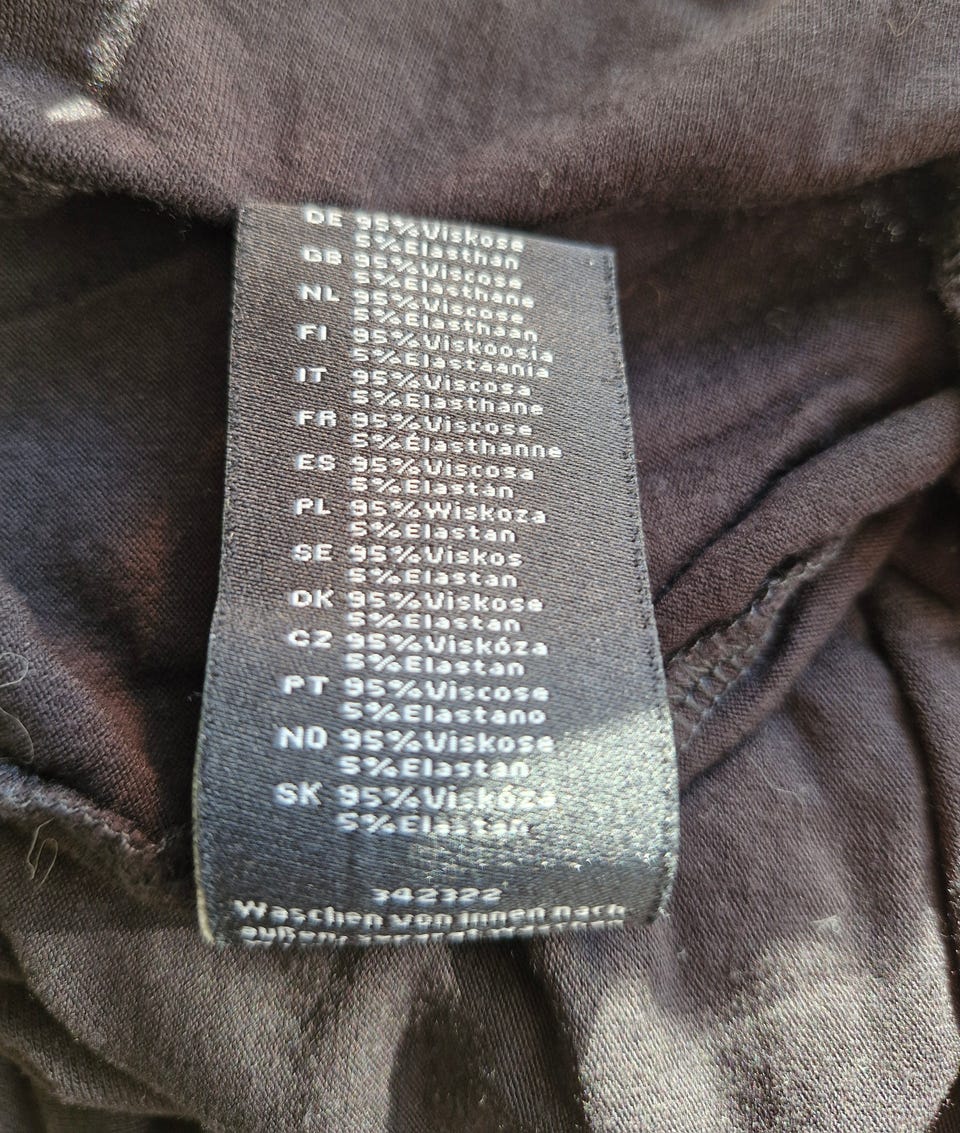 DE 95%Viskose
5%Elasthan
GB 95%Viscose
5%Elasthane
NL 95%Viscose
5%Elasthaan
FI 95%Viskoosia
5%Elastaania
IT 95%Viscosa
5%Elasthane
FR 95%Viscose
5%Élasthanne
ES 95%Viscosa
5%Elastán
PL 95%Wiskoza
5%Elastan
SE 95%Viskos
5%Elastan
DK 95%Viskose
5%Elastan
CZ 95%Viskóza
5%Elastan
PT 95%Viscose
5%Elastano
NO 95%Viskose
5%Elastan
SK 95%Viskóza
5%Elastan
342322
Waschen von innen nach
außen,